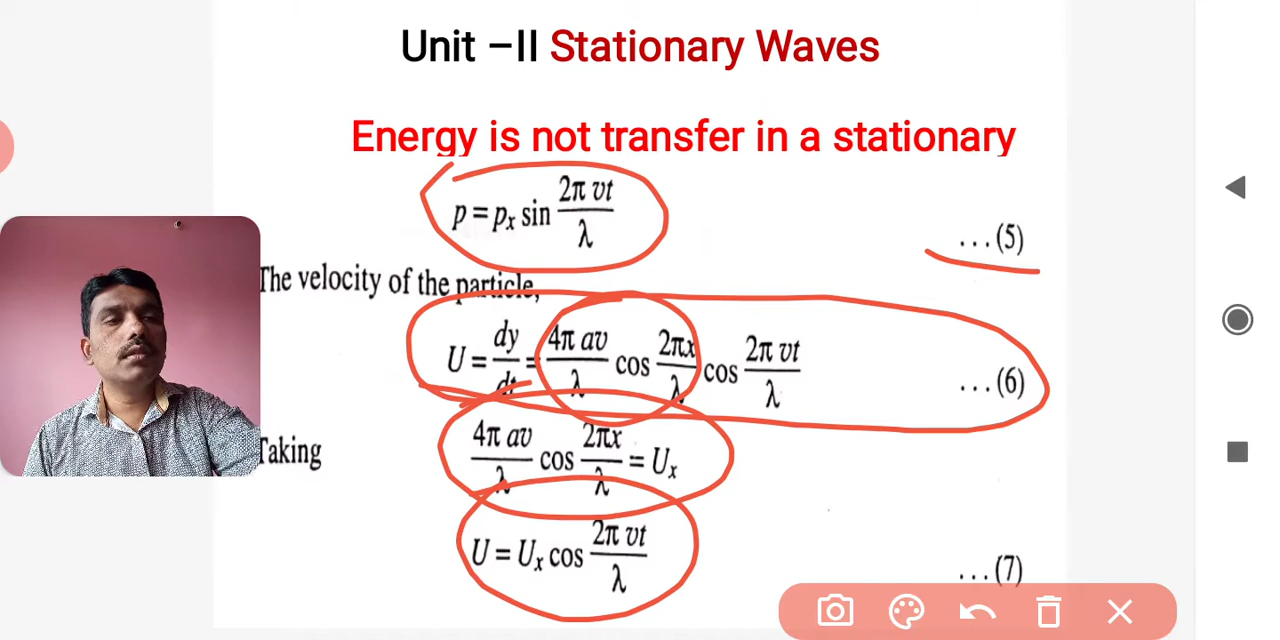 Unit –II Stationary Waves
Energy is not transfer in a stationary
p = pₓ sin 2π vt / λ ...(5)
The velocity of the particle,
U = dy/dt = 4π av / λ cos 2πx / λ cos 2π vt / λ ...(6)
Taking 4π av / λ cos 2πx / λ = Uₓ
U = Uₓ cos 2π vt / λ ...(7)